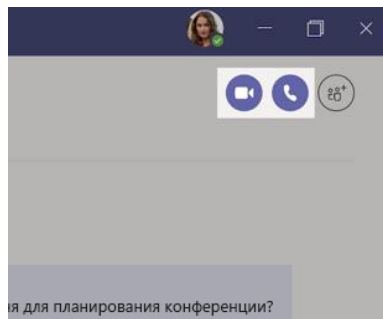 для планирования конференции?